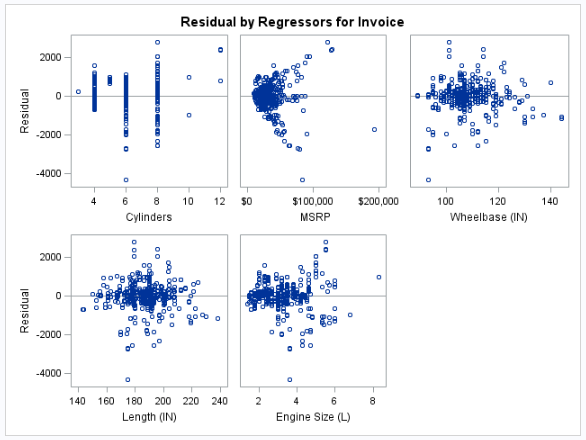 Residual by Regressors for Invoice
Residual
2000
0
-2000
-4000
4 6 8 10 12
Cylinders
$0 $100,000 $200,000
MSRP
100 120 140
Wheelbase (IN)
Residual
2000
0
-2000
-4000
140 160 180 200 220 240
Length (IN)
2 4 6 8
Engine Size (L)